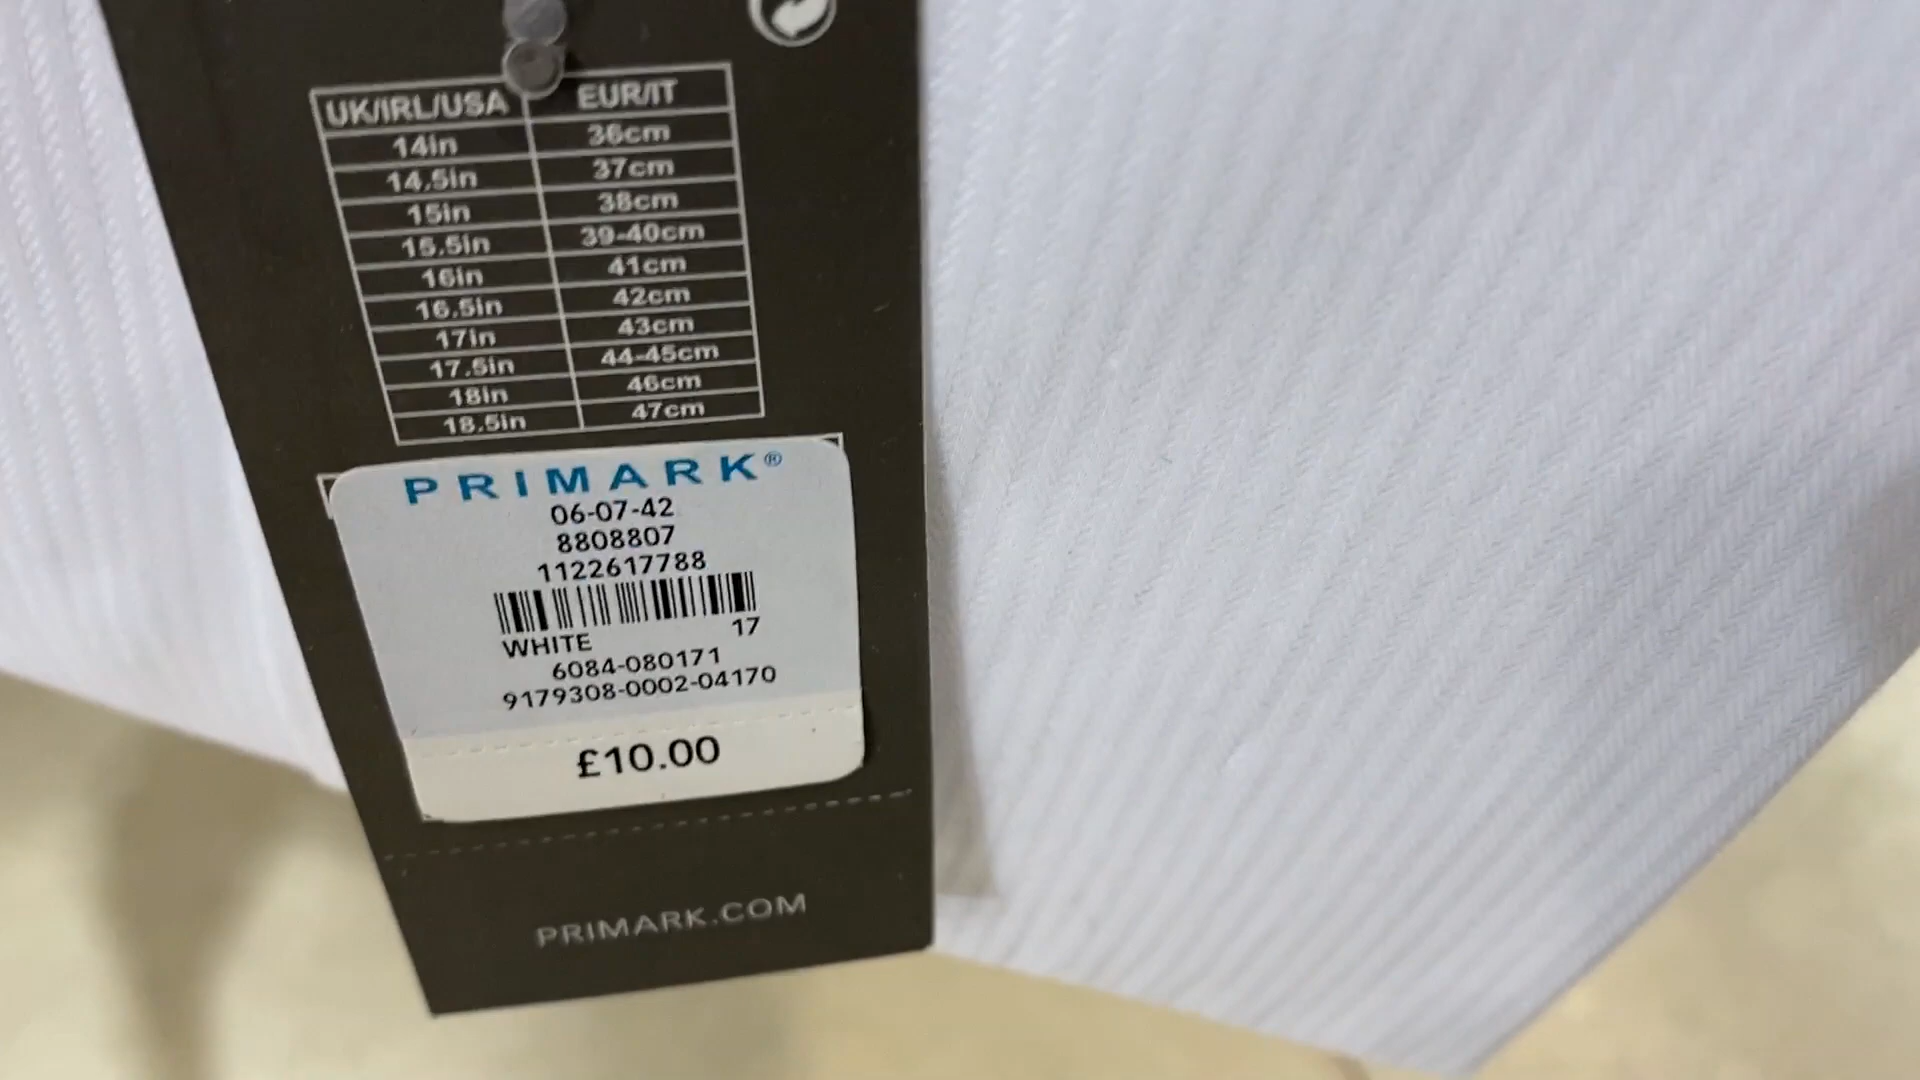 UK/IRL/USA EUR/IT
14in 36cm
14.5in 37cm
15in 38cm
15.5in 39-40cm
16in 41cm
16.5in 42cm
17in 43cm
17.5in 44-45cm
18in 46cm
18.5in 47cm
PRIMARK®
06-07-42
8808807
1122617788
WHITE 17
6084-080171
9179308-0002-04170
£10.00
PRIMARK.COM